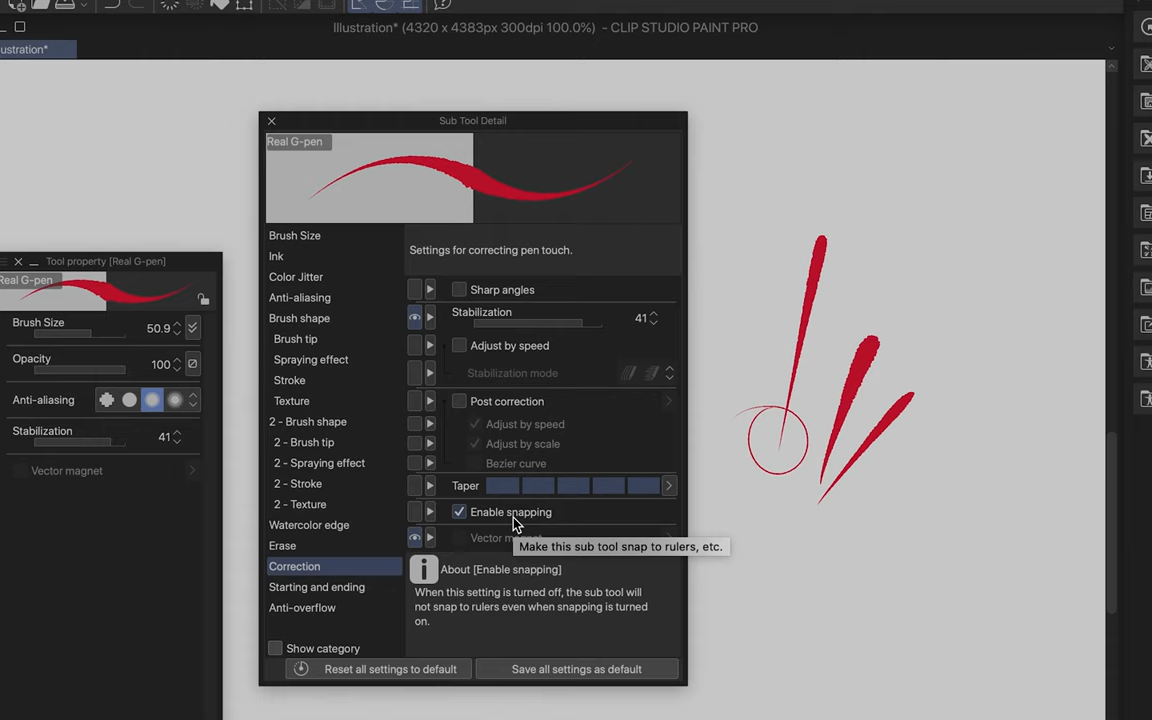 Illustration* (4320 x 4383px 300dpi 100.0%) - CLIP STUDIO PAINT PRO
ustration*
Sub Tool Detail
Real G-pen
Brush Size
Ink
Color Jitter
Anti-aliasing
Brush shape
Brush tip
Spraying effect
Stroke
Texture
2 - Brush shape
2 - Brush tip
2 - Spraying effect
2 - Stroke
2 - Texture
Watercolor edge
Erase
Correction
Starting and ending
Anti-overflow
Show category
Settings for correcting pen touch.
Sharp angles
Stabilization 41
Adjust by speed
Stabilization mode
Post correction
Adjust by speed
Adjust by scale
Bezier curve
Taper
Enable snapping
Vector magnet
Make this sub tool snap to rulers, etc.
About [Enable snapping]
When this setting is turned off, the sub tool will
not snap to rulers even when snapping is turned
on.
Reset all settings to default
Save all settings as default
Tool property [Real G-pen]
Real G-pen
Brush Size 50.9
Opacity 100
Anti-aliasing
Stabilization 41
Vector magnet